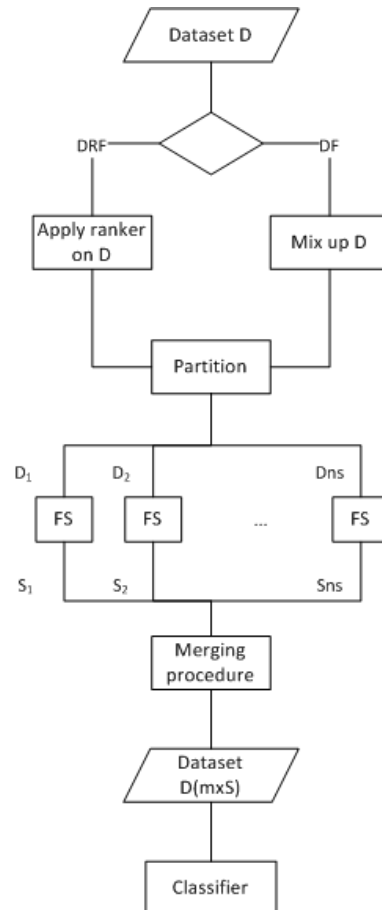 Dataset D
DRF
DF
Apply ranker
on D
Mix up D
Partition
D₁
D₂
Dns
FS
FS
...
FS
S₁
S₂
Sns
Merging
procedure
Dataset
D(mxS)
Classifier